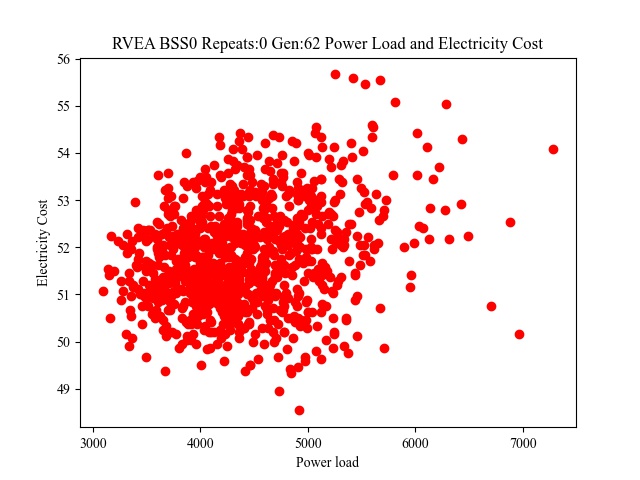 RVEA BSS0 Repeats:0 Gen:62 Power Load and Electricity Cost
56
55
54
53
52
51
50
49
Electricity Cost
3000 4000 5000 6000 7000
Power load